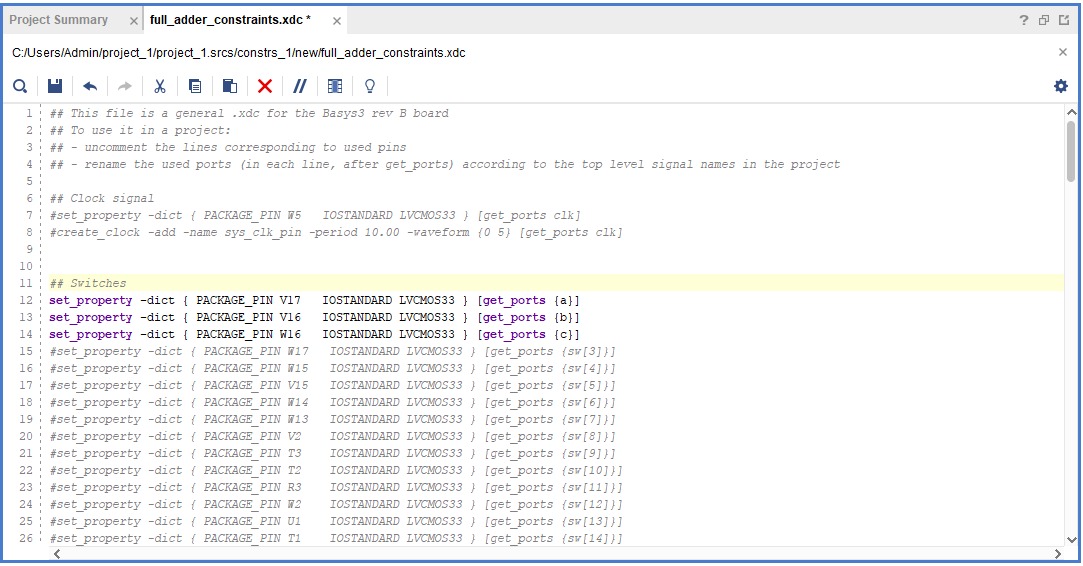 Project Summary × full_adder_constraints.xdc * × ?
C:/Users/Admin/project_1/project_1.srcs/constrs_1/new/full_adder_constraints.xdc ×
1 ## This file is a general .xdc for the Basys3 rev B board
2 ## To use it in a project:
3 ## - uncomment the lines corresponding to used pins
4 ## - rename the used ports (in each line, after get_ports) according to the top level signal names in the project
5
6 ## Clock signal
7 #set_property -dict { PACKAGE_PIN W5   IOSTANDARD LVCMOS33 } [get_ports clk]
8 #create_clock -add -name sys_clk_pin -period 10.00 -waveform {0 5} [get_ports clk]
9
10
11 ## Switches
12 set_property -dict { PACKAGE_PIN V17   IOSTANDARD LVCMOS33 } [get_ports {a}]
13 set_property -dict { PACKAGE_PIN V16   IOSTANDARD LVCMOS33 } [get_ports {b}]
14 set_property -dict { PACKAGE_PIN W16   IOSTANDARD LVCMOS33 } [get_ports {c}]
15 #set_property -dict { PACKAGE_PIN W17   IOSTANDARD LVCMOS33 } [get_ports {sw[3]}]
16 #set_property -dict { PACKAGE_PIN W15   IOSTANDARD LVCMOS33 } [get_ports {sw[4]}]
17 #set_property -dict { PACKAGE_PIN V15   IOSTANDARD LVCMOS33 } [get_ports {sw[5]}]
18 #set_property -dict { PACKAGE_PIN W14   IOSTANDARD LVCMOS33 } [get_ports {sw[6]}]
19 #set_property -dict { PACKAGE_PIN W13   IOSTANDARD LVCMOS33 } [get_ports {sw[7]}]
20 #set_property -dict { PACKAGE_PIN V2   IOSTANDARD LVCMOS33 } [get_ports {sw[8]}]
21 #set_property -dict { PACKAGE_PIN T3   IOSTANDARD LVCMOS33 } [get_ports {sw[9]}]
22 #set_property -dict { PACKAGE_PIN T2   IOSTANDARD LVCMOS33 } [get_ports {sw[10]}]
23 #set_property -dict { PACKAGE_PIN R3   IOSTANDARD LVCMOS33 } [get_ports {sw[11]}]
24 #set_property -dict { PACKAGE_PIN W2   IOSTANDARD LVCMOS33 } [get_ports {sw[12]}]
25 #set_property -dict { PACKAGE_PIN U1   IOSTANDARD LVCMOS33 } [get_ports {sw[13]}]
26 #set_property -dict { PACKAGE_PIN T1   IOSTANDARD LVCMOS33 } [get_ports {sw[14]}]